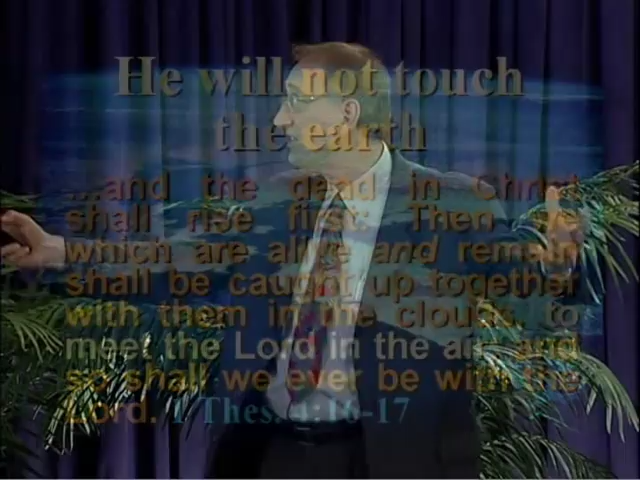 He will not touch
the earth
...and the dead in Christ
shall rise first: Then we
which are alive and remain
shall be caught up together
with them in the clouds, to
meet the Lord in the air: and
so shall we ever be with the
Lord. 1 Thes. 4:16-17